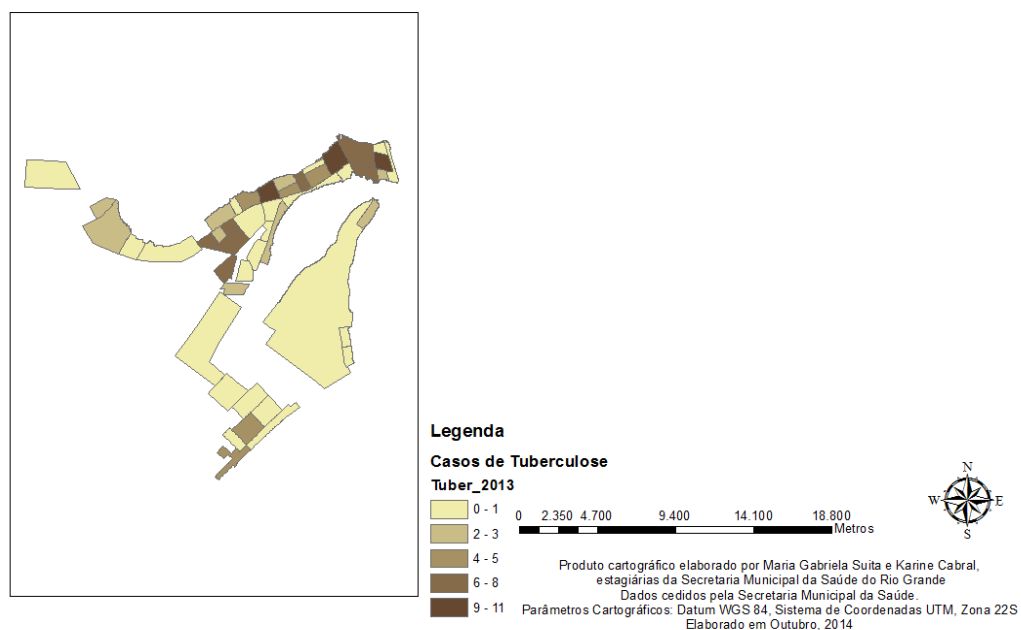 Legenda
Casos de Tuberculose
Tuber_2013
0 - 1
2 - 3
4 - 5
6 - 8
9 - 11
0 2.350 4.700 9.400 14.100 18.800
Metros
N
W E
S
Produto cartográfico elaborado por Maria Gabriela Suita e Karine Cabral,
estagiárias da Secretaria Municipal da Saúde do Rio Grande
Dados cedidos pela Secretaria Municipal da Saúde.
Parâmetros Cartográficos: Datum WGS 84, Sistema de Coordenadas UTM, Zona 22S
Elaborado em Outubro, 2014